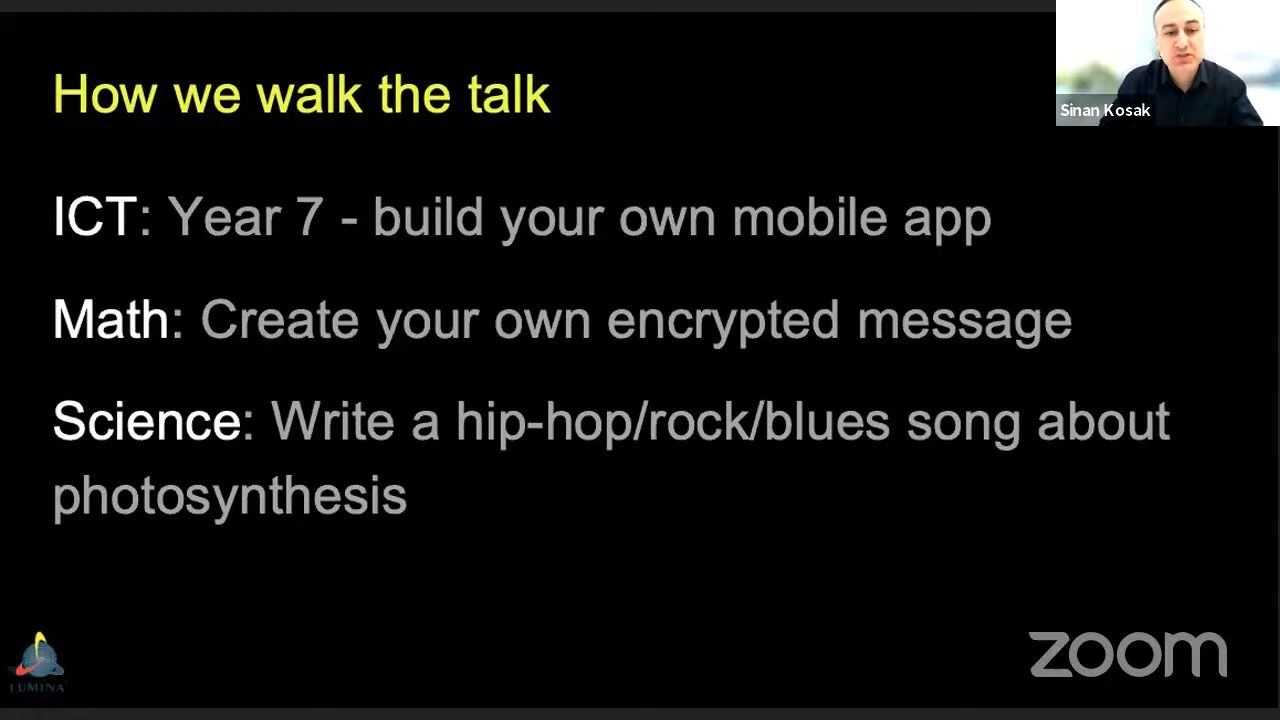 How we walk the talk
Sinan Kosak
ICT: Year 7 - build your own mobile app
Math: Create your own encrypted message
Science: Write a hip-hop/rock/blues song about
photosynthesis
LUMINA
zoom